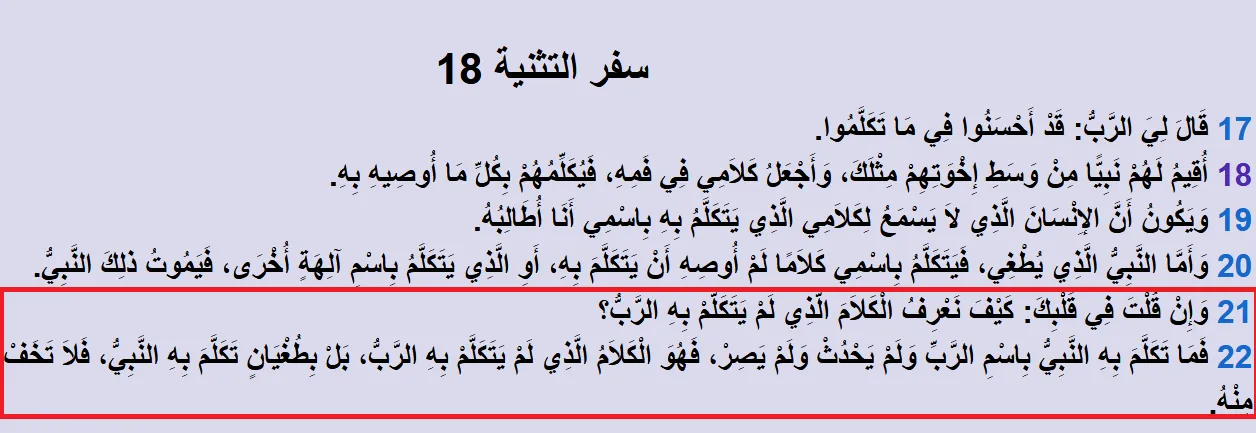 سفر التثنية 18
17 قَالَ لِيَ الرَّبُّ: قَدْ أَحْسَنُوا فِي مَا تَكَلَّمُوا.
18 أُقِيمُ لَهُمْ نَبِيًّا مِنْ وَسَطِ إِخْوَتِهِمْ مِثْلَكَ، وَأَجْعَلُ كَلاَمِي فِي فَمِهِ، فَيُكَلِّمُهُمْ بِكُلِّ مَا أُوصِيهِ بِهِ.
19 وَيَكُونُ أَنَّ الإِنْسَانَ الَّذِي لاَ يَسْمَعُ لِكَلاَمِي الَّذِي يَتَكَلَّمُ بِهِ بِاسْمِي أَنَا أُطَالِبُهُ.
20 وَأَمَّا النَّبِيُّ الَّذِي يُطْغِي، فَيَتَكَلَّمُ بِاسْمِي كَلاَمًا لَمْ أُوصِهِ أَنْ يَتَكَلَّمَ بِهِ، أَوِ الَّذِي يَتَكَلَّمُ بِاسْمِ آلِهَةٍ أُخْرَى، فَيَمُوتُ ذلِكَ النَّبِيُّ.
21 وَإِنْ قُلْتَ فِي قَلْبِكَ: كَيْفَ نَعْرِفُ الْكَلاَمَ الَّذِي لَمْ يَتَكَلَّمْ بِهِ الرَّبُّ؟
22 فَمَا تَكَلَّمَ بِهِ النَّبِيُّ بِاسْمِ الرَّبِّ وَلَمْ يَحْدُثْ وَلَمْ يَصِرْ، فَهُوَ الْكَلاَمُ الَّذِي لَمْ يَتَكَلَّمْ بِهِ الرَّبُّ، بَلْ بِطُغْيَانٍ تَكَلَّمَ بِهِ النَّبِيُّ، فَلاَ تَخَفْ
مِنْهُ.